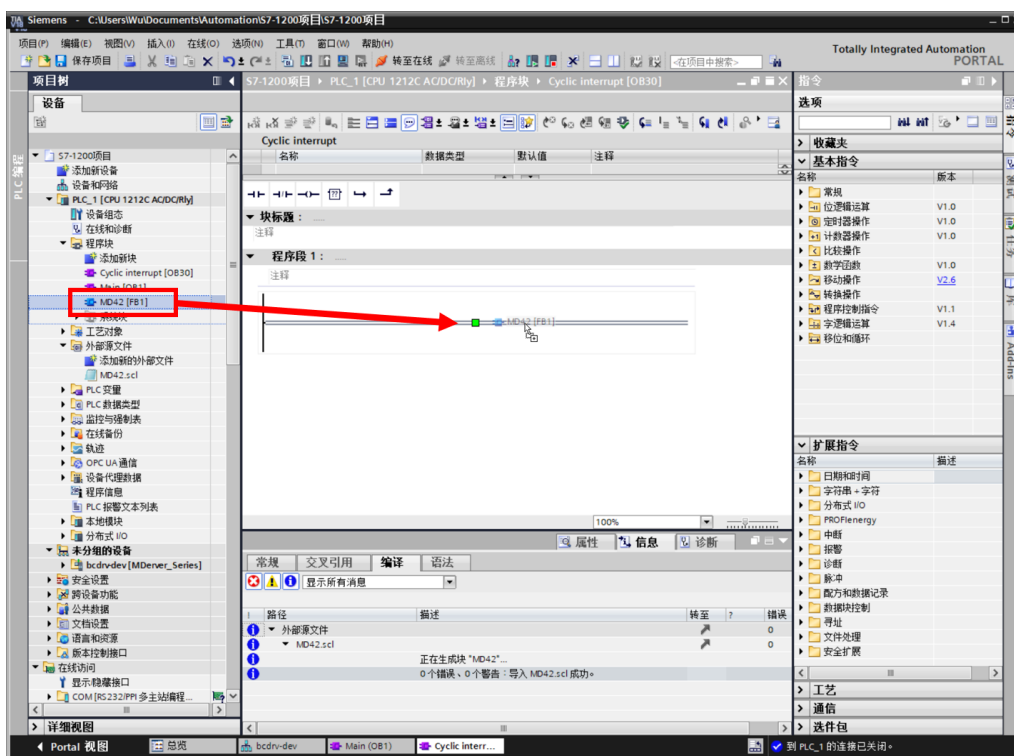 Siemens - C:\Users\Wu\Documents\Automation\S7-1200项目\S7-1200项目
项目(P) 编辑(E) 视图(V) 插入(I) 在线(O) 选项(N) 工具(T) 窗口(W) 帮助(H)
Totally Integrated Automation
PORTAL
保存项目 转至在线 转至离线 <在项目中搜索>
项目树
S7-1200项目 PLC_1 [CPU 1212C AC/DC/Rly] 程序块 Cyclic interrupt [OB30]
指令
设备
选项
PLC 编程
Cyclic interrupt
名称 数据类型 默认值 注释
S7-1200项目
添加新设备
设备和网络
PLC_1 [CPU 1212C AC/DC/Rly]
设备组态
在线和诊断
程序块
添加新块
Cyclic interrupt [OB30]
Main [OB1]
MD42 [FB1]
系统块
工艺对象
外部源文件
添加新的外部文件
MD42.scl
PLC 变量
PLC 数据类型
监控与强制表
在线备份
轨迹
OPC UA 通信
设备代理数据
程序信息
PLC 报警文本列表
本地模块
分布式 I/O
未分组的设备
bcdrv-dev [MDerver_Series]
安全设置
跨设备功能
公共数据
文档设置
语言和资源
版本控制接口
在线访问
显示/隐藏接口
COM [RS232/PPI 多主站编程...
详细视图
块标题：
注释
程序段 1：
注释
MD42 [FB1]
100%
属性 信息 诊断
常规 交叉引用 编译 语法
显示所有消息
! 路径 描述 转至 ? 错误
外部源文件 0
MD42.scl 0
正在生成块 "MD42"...
0 个错误、0 个警告：导入 MD42.scl 成功。
收藏夹
基本指令
名称 版本
常规
位逻辑运算 V1.0
定时器操作 V1.0
计数器操作 V1.0
比较操作
数学函数 V1.0
移动操作 V2.6
转换操作
程序控制指令 V1.1
字逻辑运算 V1.4
移位和循环
扩展指令
名称 描述
日期和时间
字符串 + 字符
分布式 I/O
PROFIenergy
中断
报警
诊断
脉冲
配方和数据记录
数据块控制
寻址
文件处理
安全扩展
工艺
通信
选件包
Add-Ins
Portal 视图 总览 bcdrv-dev Main (OB1) Cyclic interr... 到 PLC_1 的连接已关闭。